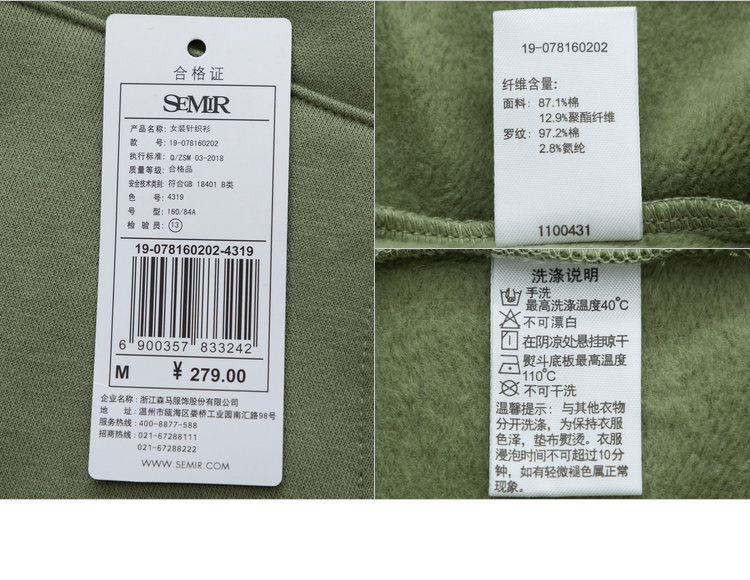 合格证
SEMIR
产品名称: 女装针织衫
款 号: 19-078160202
执行标准: Q/ZSM 03-2018
质量等级: 合格品
安全技术类别: 符合GB 18401 B类
色 号: 4319
号 型: 160/84A
检 验 员: 13
19-078160202-4319
6 900357 833242
M ¥ 279.00
企业名称: 浙江森马服饰股份有限公司
地 址: 温州市瓯海区娄桥工业园南汇路98号
服务热线: 400-8877-588
招商热线: 021-67288111
021-67288222
WWW.SEMIR.COM
19-078160202
纤维含量:
面料: 87.1%棉
12.9%聚酯纤维
罗纹: 97.2%棉
2.8%氨纶
1100431
洗涤说明
手洗
最高洗涤温度40°C
不可漂白
在阴凉处悬挂晾干
熨斗底板最高温度
110°C
不可干洗
温馨提示: 与其他衣物
分开洗涤, 为保持衣服
色泽, 垫布熨烫。衣服
浸泡时间不可超过10分
钟, 如有轻微褪色属正常
现象。